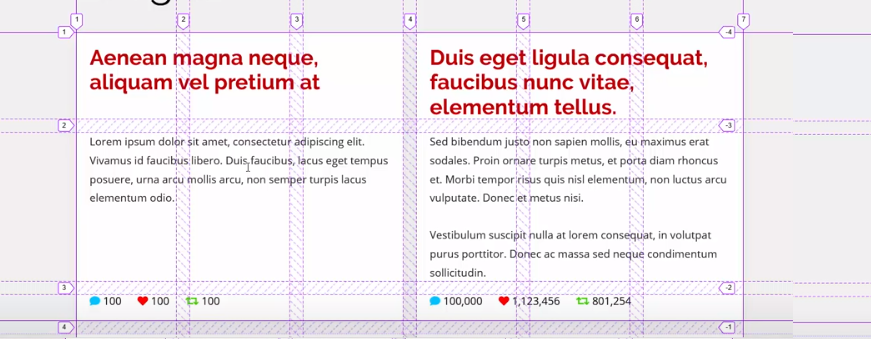 1
2
3
4
5
6
7
1
-4
Aenean magna neque,
aliquam vel pretium at
Duis eget ligula consequat,
faucibus nunc vitae,
elementum tellus.
2
-3
Lorem ipsum dolor sit amet, consectetur adipiscing elit.
Vivamus id faucibus libero. Duis faucibus, lacus eget tempus
posuere, urna arcu mollis arcu, non semper turpis lacus
elementum odio.
Sed bibendum justo non sapien mollis, eu maximus erat
sodales. Proin ornare turpis metus, et porta diam rhoncus
et. Morbi tempor risus quis nisl elementum, non luctus arcu
vulputate. Donec et metus nisi.
Vestibulum suscipit nulla at lorem consequat, in volutpat
purus porttitor. Donec ac massa sed neque condimentum
sollicitudin.
3
-2
100 100 100
100,000 1,123,456 801,254
4
-1